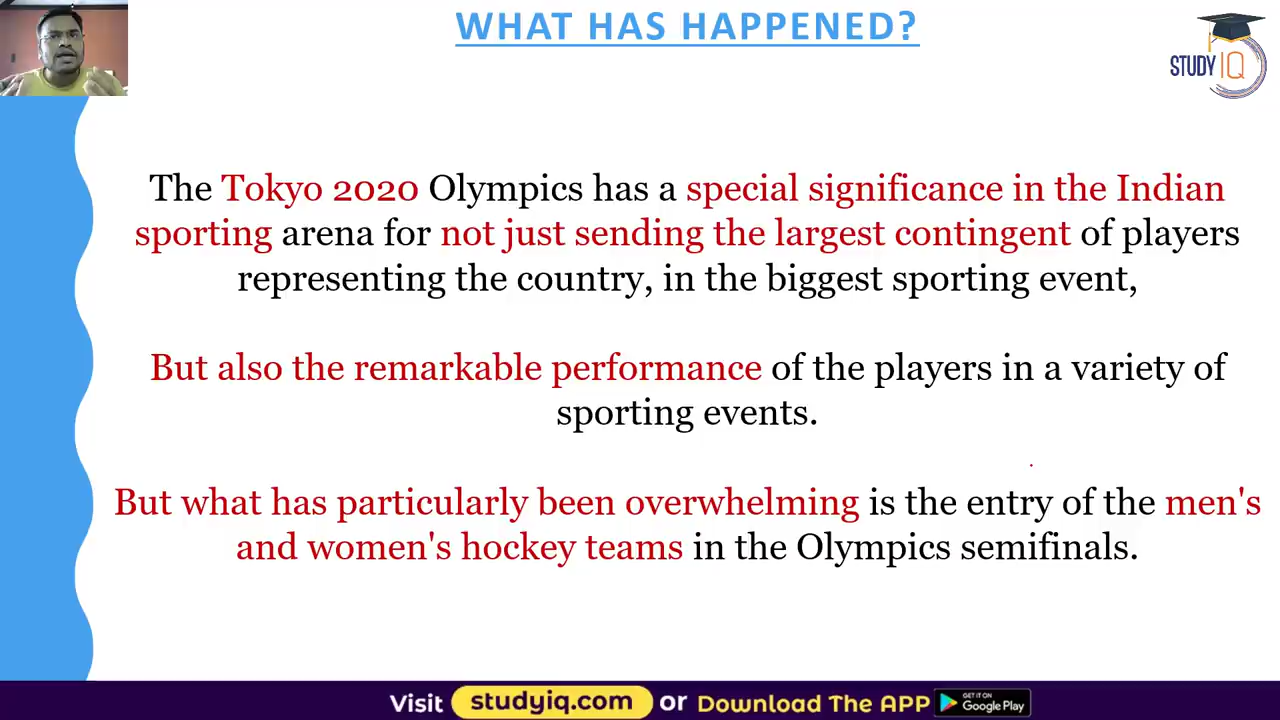 WHAT HAS HAPPENED?
STUDY IQ
The Tokyo 2020 Olympics has a special significance in the Indian
sporting arena for not just sending the largest contingent of players
representing the country, in the biggest sporting event,
But also the remarkable performance of the players in a variety of
sporting events.
But what has particularly been overwhelming is the entry of the men's
and women's hockey teams in the Olympics semifinals.
Visit studyiq.com or Download The APP GET IT ON Google Play